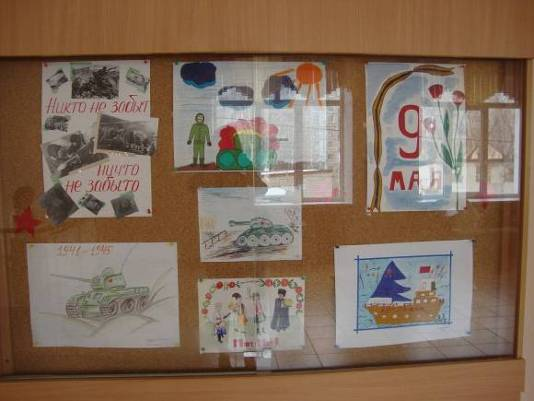 Никто не забыт
ничто
не забыто
9
МАЯ
1941-1945